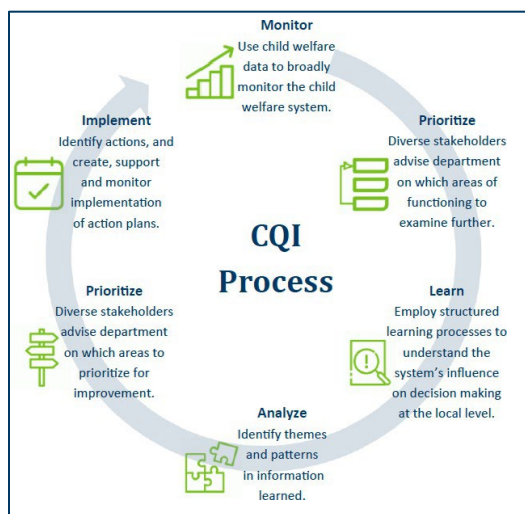 Monitor
Use child welfare
data to broadly
monitor the child
welfare system.
Prioritize
Diverse stakeholders
advise department
on which areas of
functioning to
examine further.
Learn
Employ structured
learning processes to
understand the
system's influence
on decision making
at the local level.
Analyze
Identify themes
and patterns
in information
learned.
Prioritize
Diverse stakeholders
advise department
on which areas to
prioritize for
improvement.
Implement
Identify actions, and
create, support
and monitor
implementation
of action plans.
CQI
Process